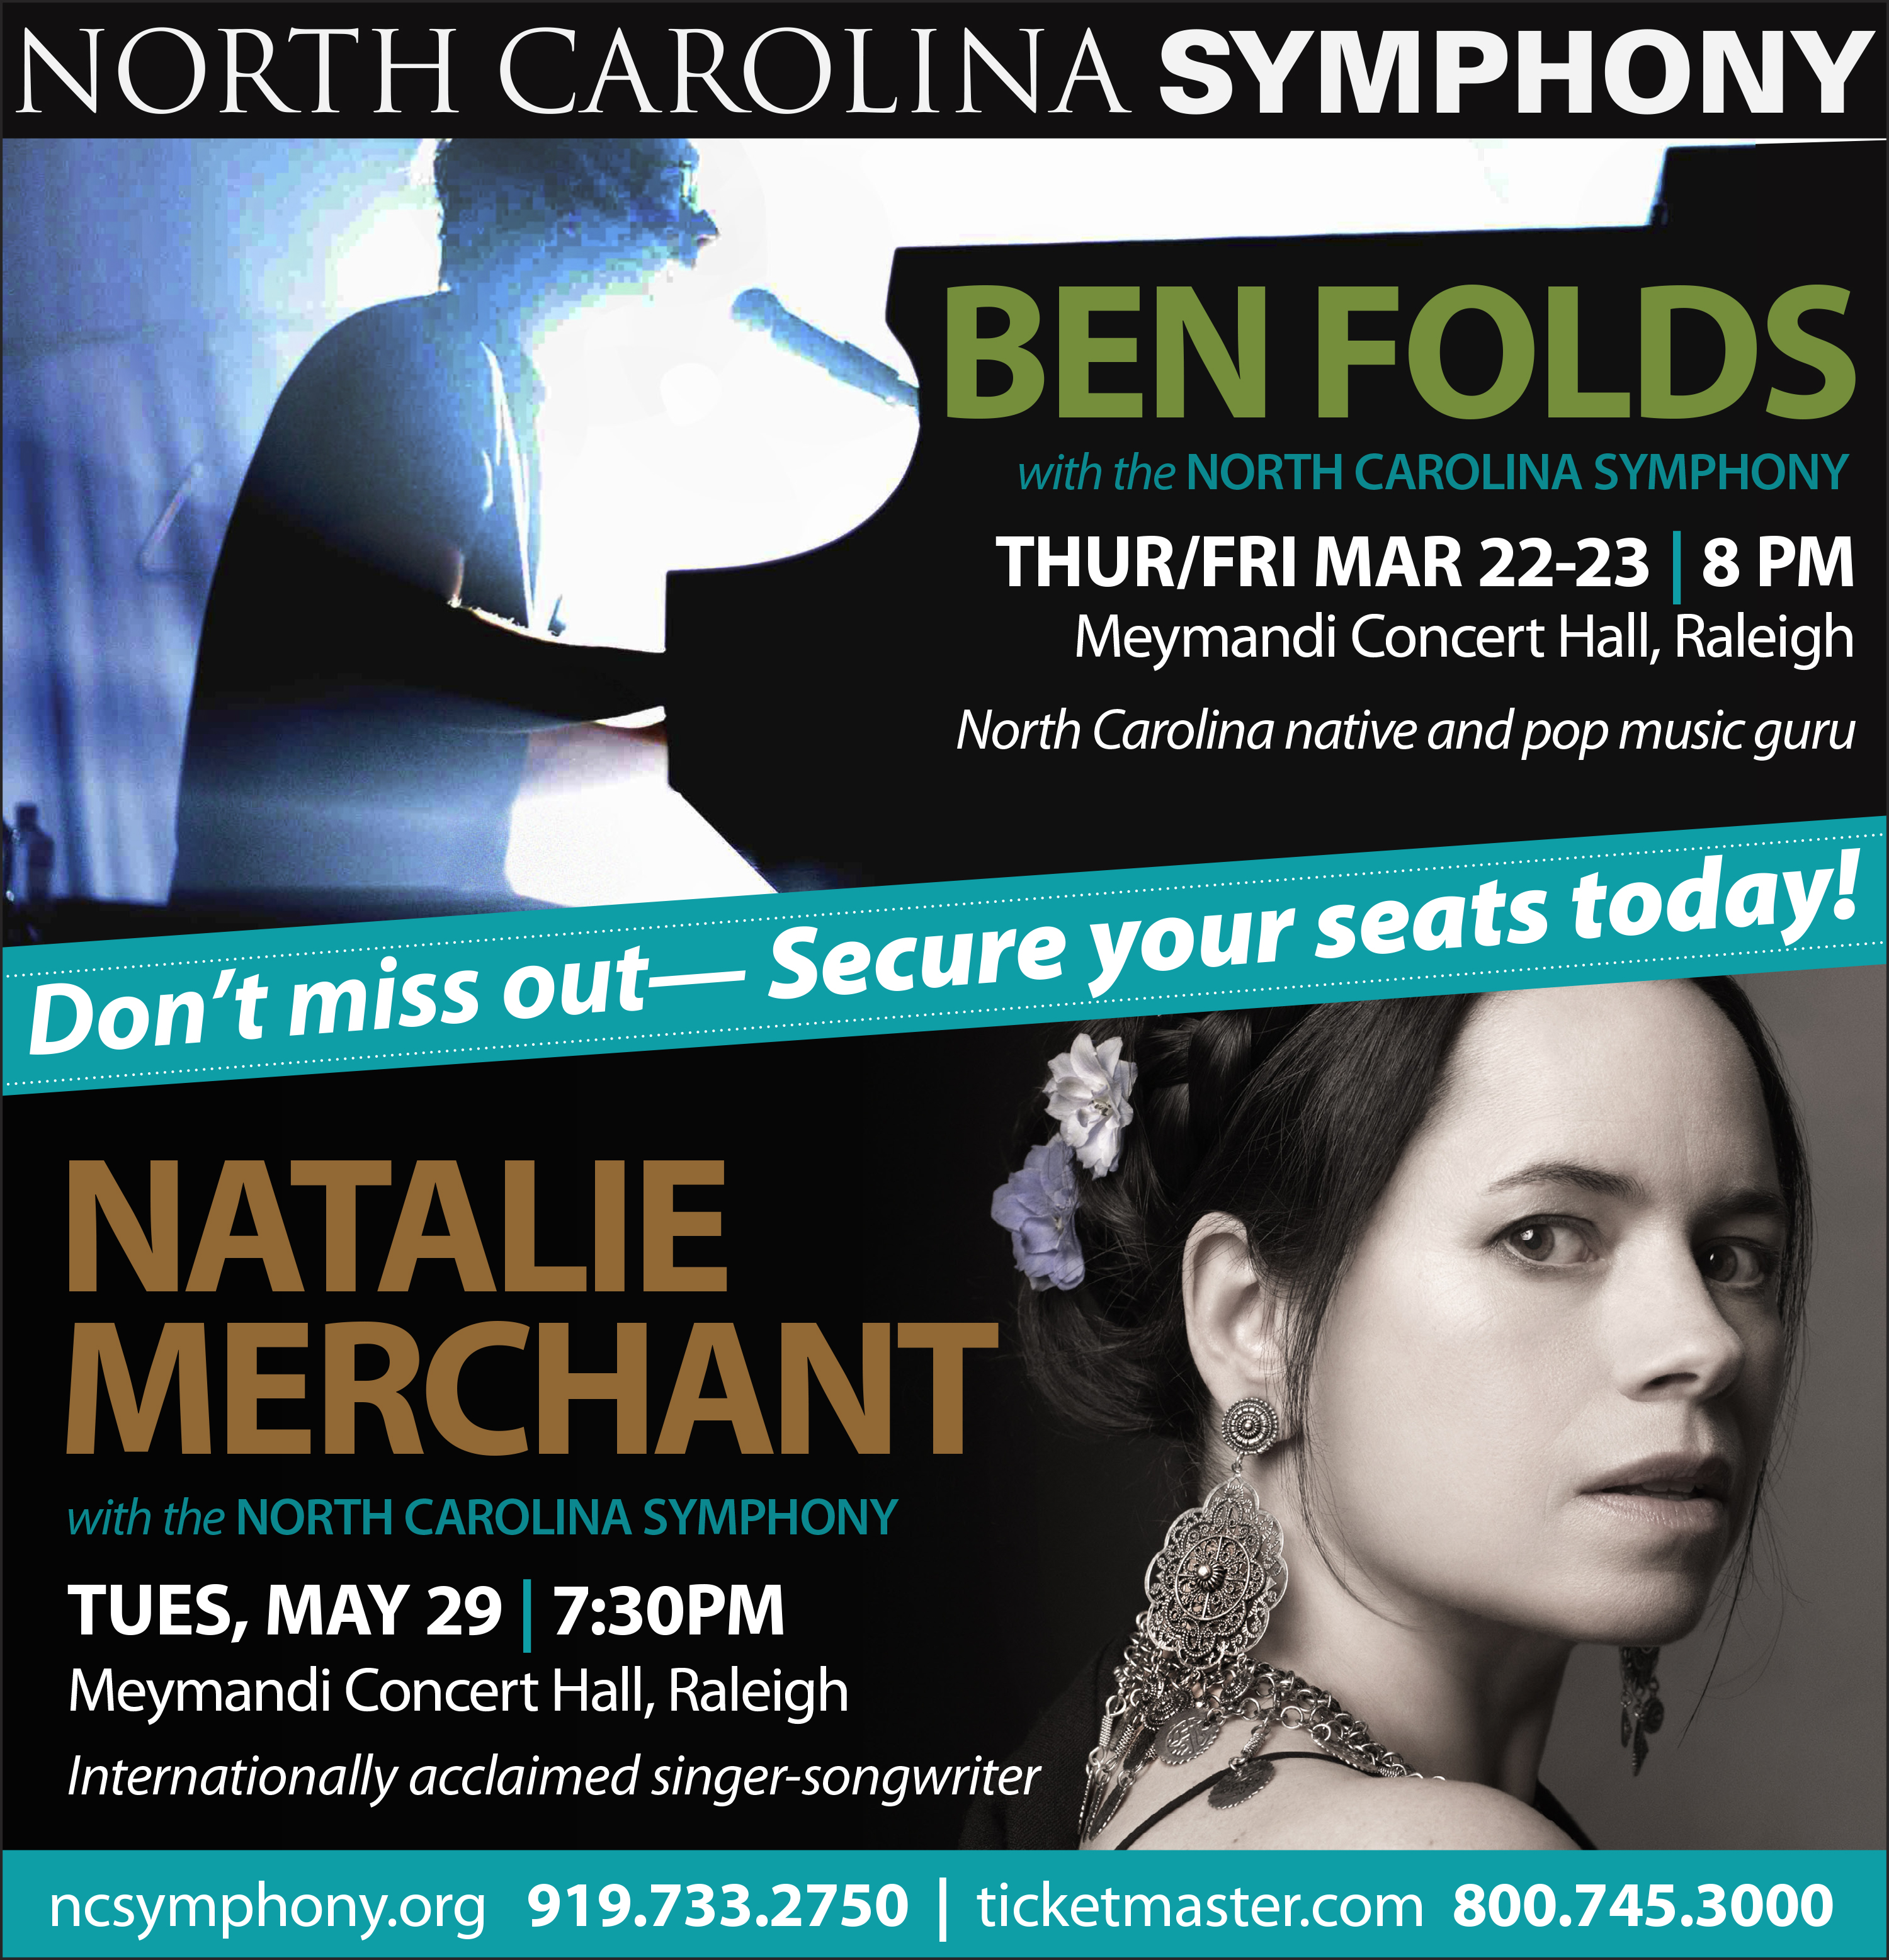 NORTH CAROLINA SYMPHONY
BEN FOLDS
with the NORTH CAROLINA SYMPHONY
THUR/FRI MAR 22-23 | 8 PM
Meymandi Concert Hall, Raleigh
North Carolina native and pop music guru
Don't miss out— Secure your seats today!
NATALIE
MERCHANT
with the NORTH CAROLINA SYMPHONY
TUES, MAY 29 | 7:30PM
Meymandi Concert Hall, Raleigh
Internationally acclaimed singer-songwriter
ncsymphony.org 919.733.2750 | ticketmaster.com 800.745.3000